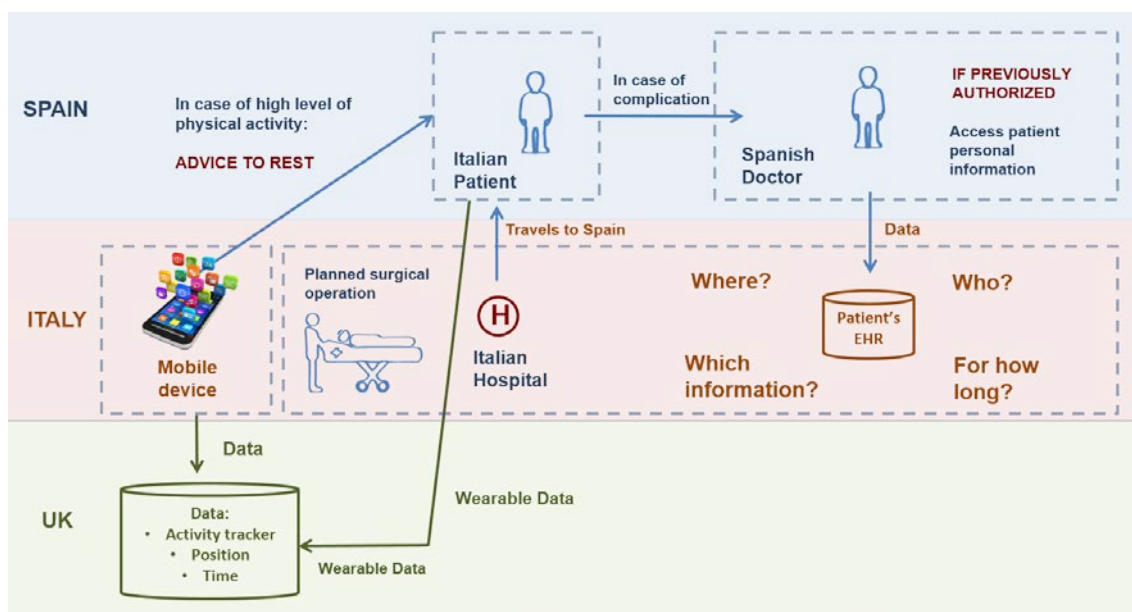 SPAIN
In case of high level of
physical activity:
ADVICE TO REST
Italian
Patient
In case of
complication
Spanish
Doctor
IF PREVIOUSLY
AUTHORIZED
Access patient
personal
information
Travels to Spain
Data
ITALY
Mobile
device
Planned surgical
operation
H
Italian
Hospital
Where?
Which
information?
Patient's
EHR
Who?
For how
long?
Data
UK
Data:
• Activity tracker
• Position
• Time
Wearable Data
Wearable Data